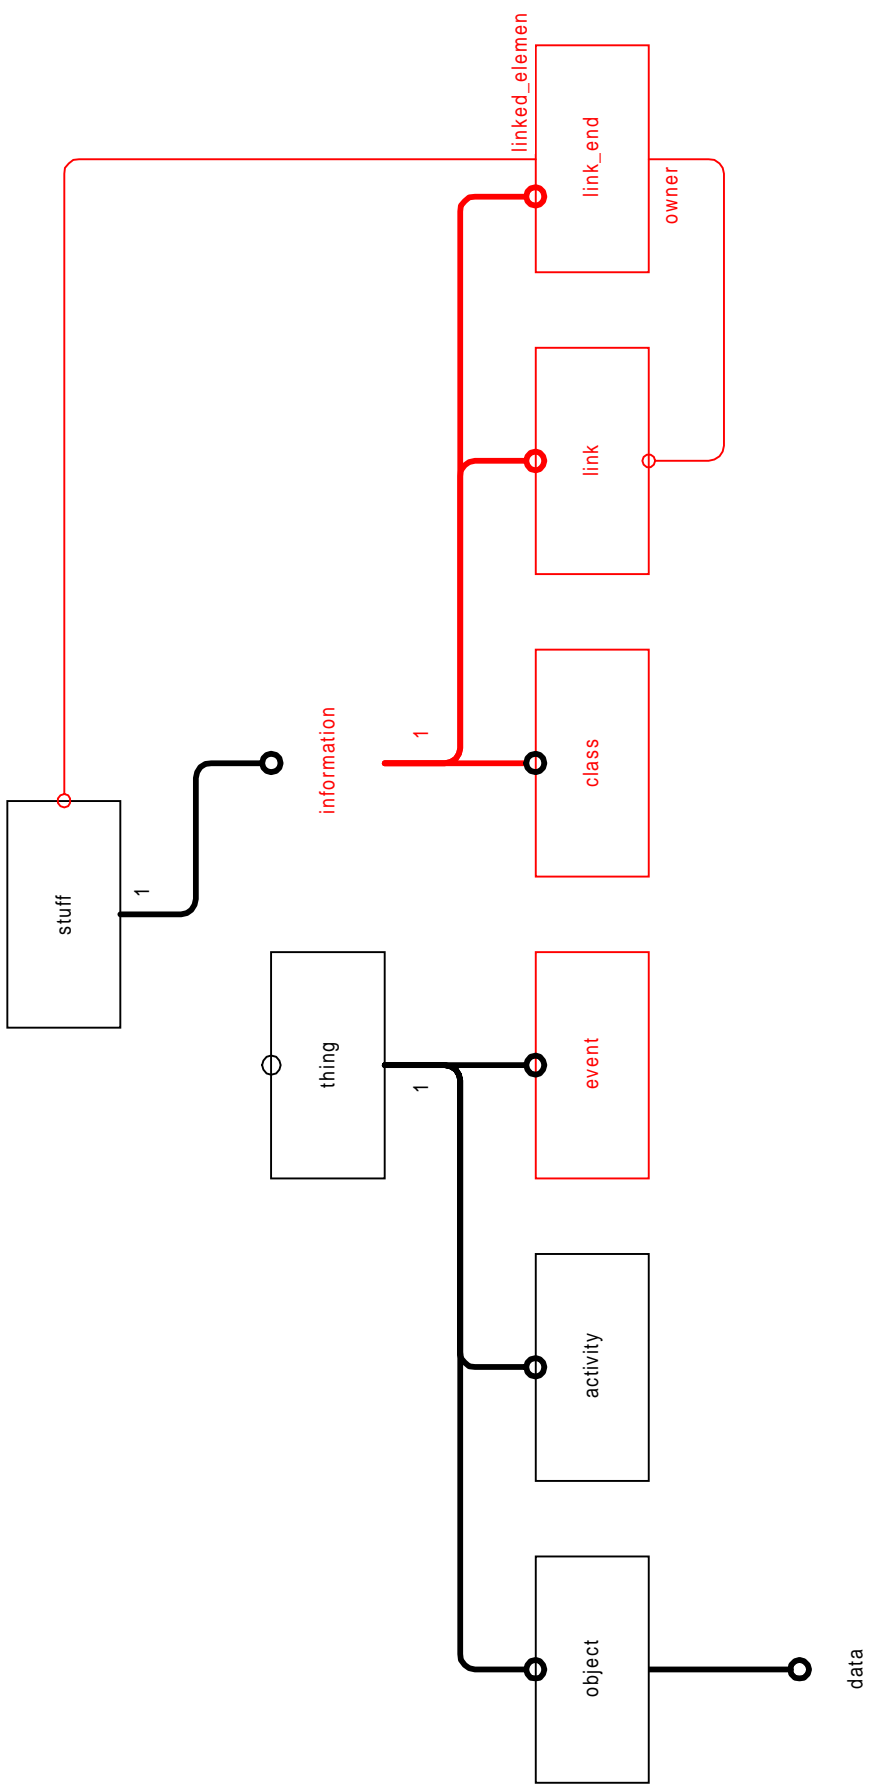 stuff
1
thing
information
1
1
object
activity
event
class
link
link_end
linked_elemen
owner
data